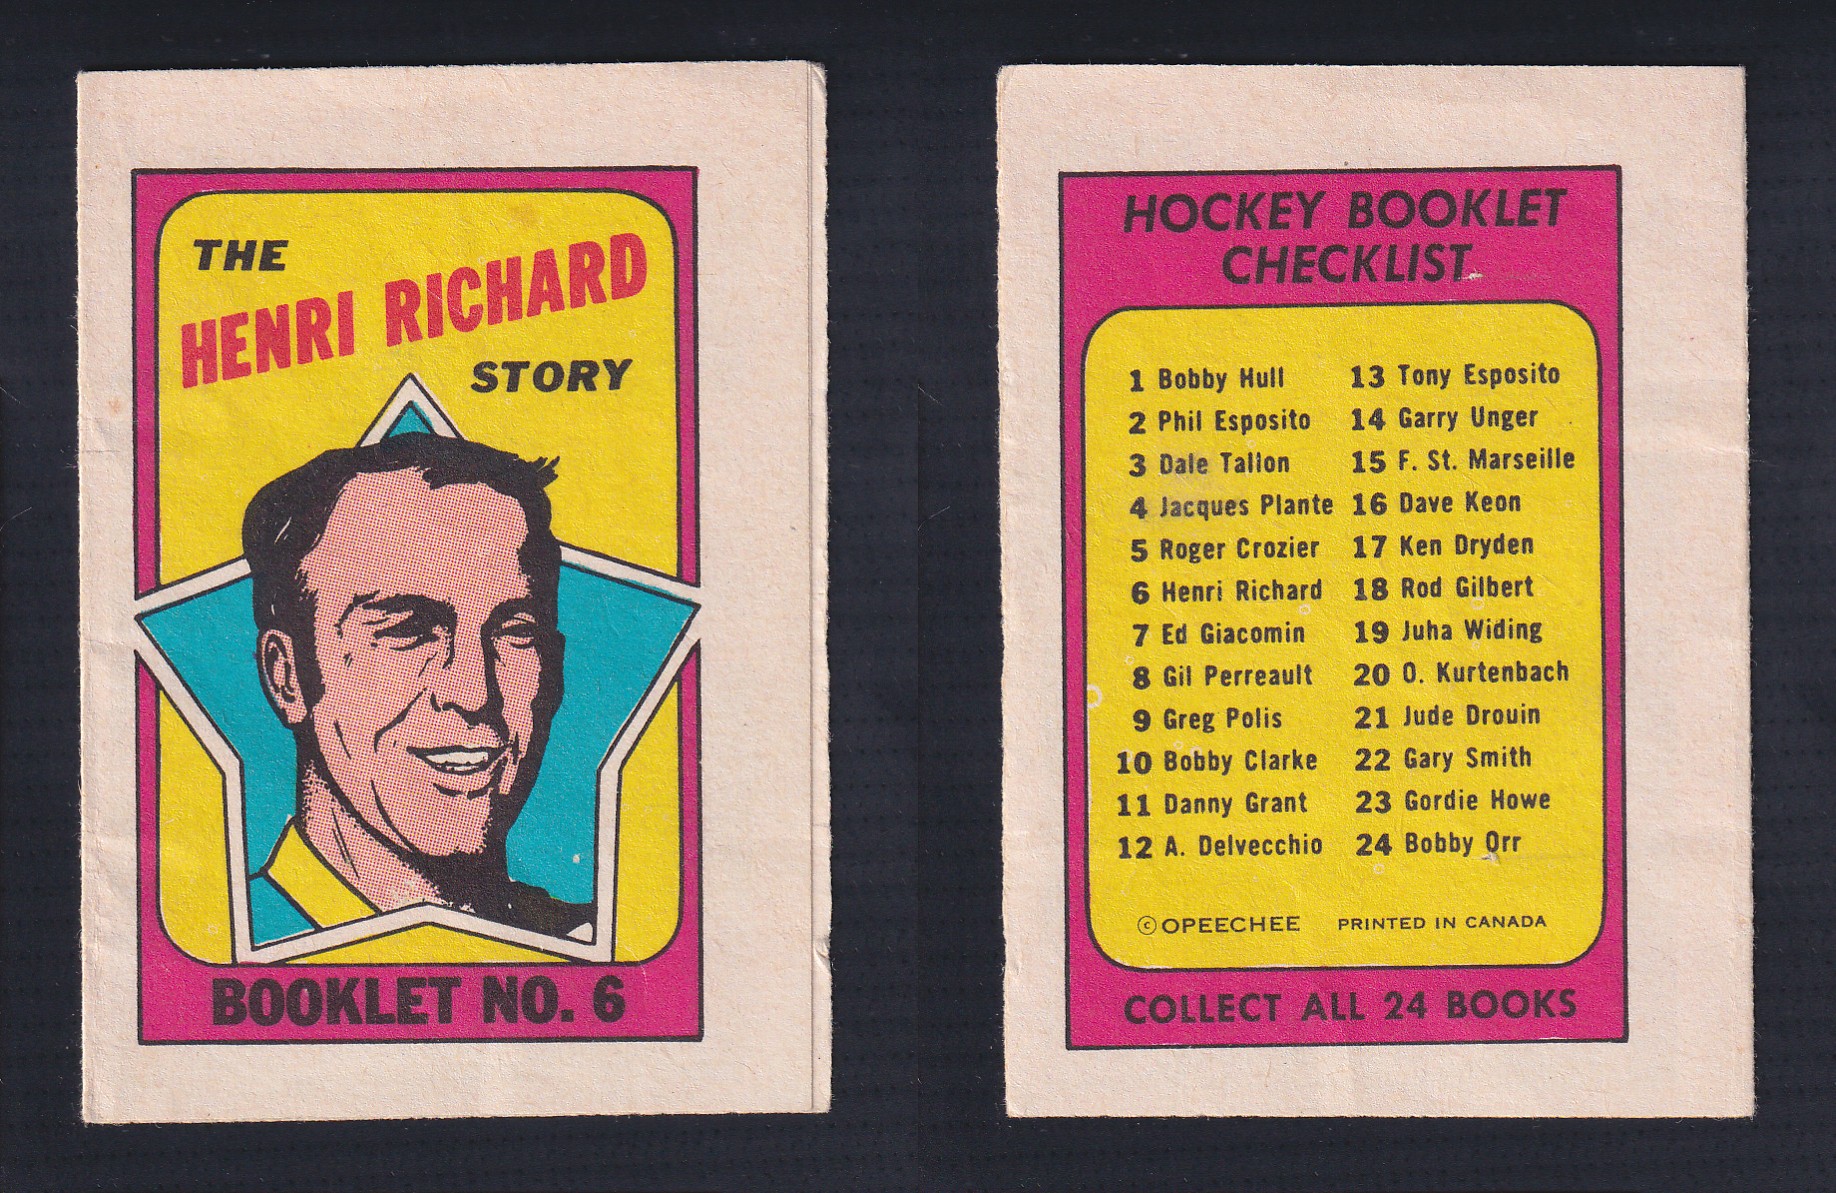 THE
HENRI RICHARD
STORY
BOOKLET NO. 6
HOCKEY BOOKLET
CHECKLIST
1 Bobby Hull
2 Phil Esposito
3 Dale Tallon
4 Jacques Plante
5 Roger Crozier
6 Henri Richard
7 Ed Giacomin
8 Gil Perreault
9 Greg Polis
10 Bobby Clarke
11 Danny Grant
12 A. Delvecchio
13 Tony Esposito
14 Garry Unger
15 F. St. Marseille
16 Dave Keon
17 Ken Dryden
18 Rod Gilbert
19 Juha Widing
20 O. Kurtenbach
21 Jude Drouin
22 Gary Smith
23 Gordie Howe
24 Bobby Orr
© OPEECHEE PRINTED IN CANADA
COLLECT ALL 24 BOOKS